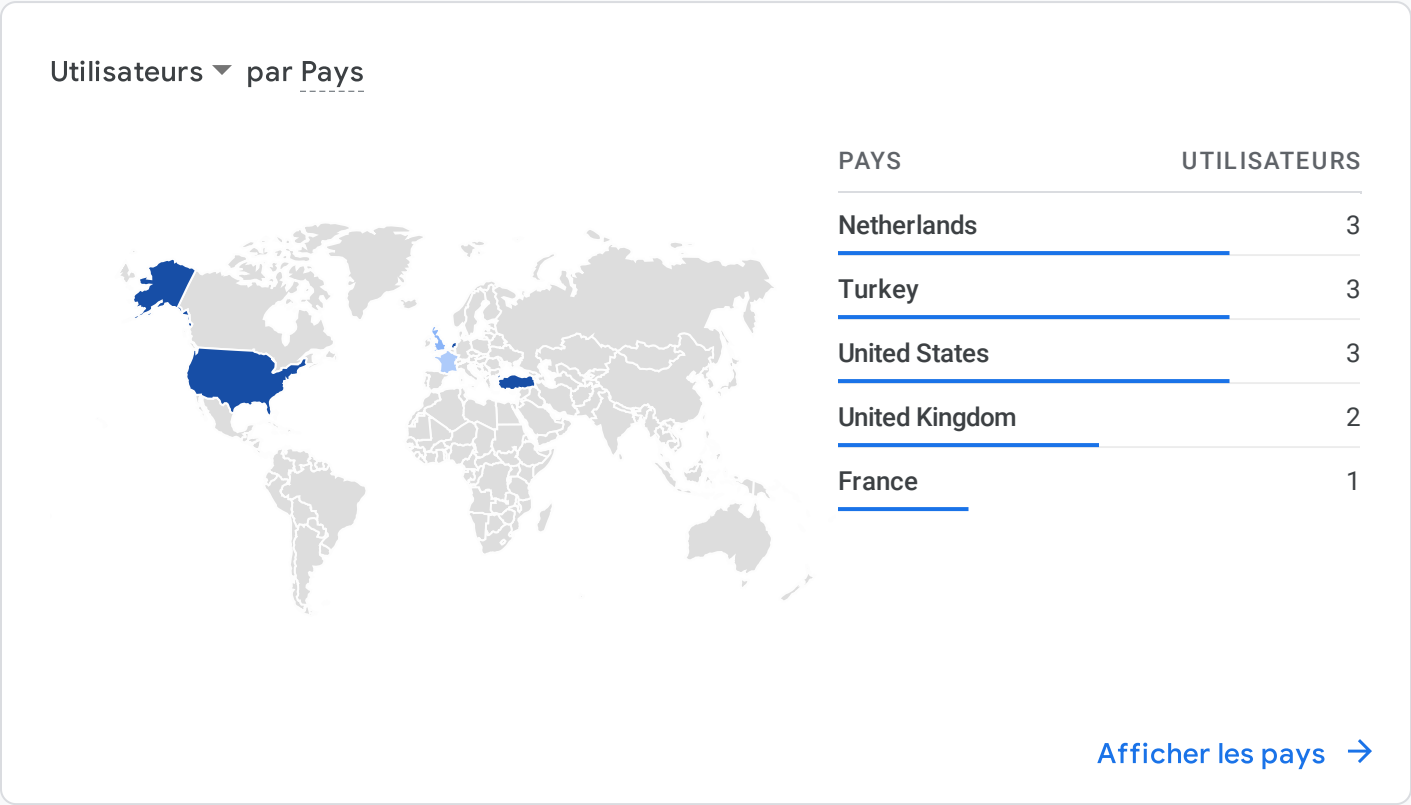 Utilisateurs par Pays
PAYS UTILISATEURS
Netherlands 3
Turkey 3
United States 3
United Kingdom 2
France 1
Afficher les pays